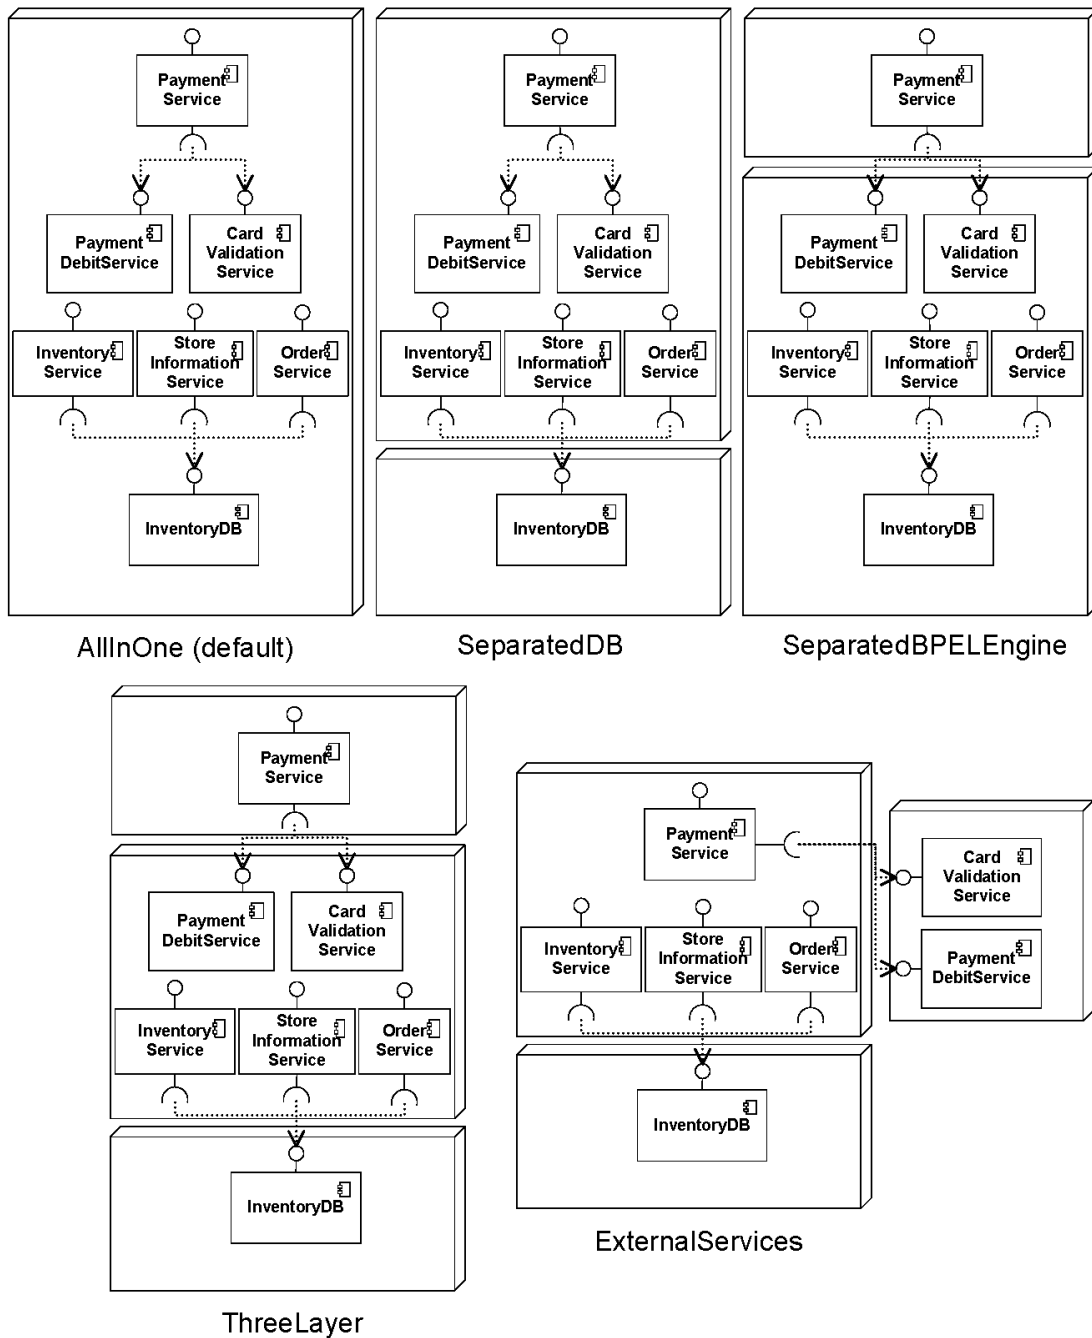 Payment
Service
Payment
DebitService
Card
Validation
Service
Inventory
Service
Store
Information
Service
Order
Service
InventoryDB
AllInOne (default)
Payment
Service
Payment
DebitService
Card
Validation
Service
Inventory
Service
Store
Information
Service
Order
Service
InventoryDB
SeparatedDB
Payment
Service
Payment
DebitService
Card
Validation
Service
Inventory
Service
Store
Information
Service
Order
Service
InventoryDB
SeparatedBPELEngine
Payment
Service
Payment
DebitService
Card
Validation
Service
Inventory
Service
Store
Information
Service
Order
Service
InventoryDB
ThreeLayer
Payment
Service
Card
Validation
Service
Payment
DebitService
Inventory
Service
Store
Information
Service
Order
Service
InventoryDB
ExternalServices